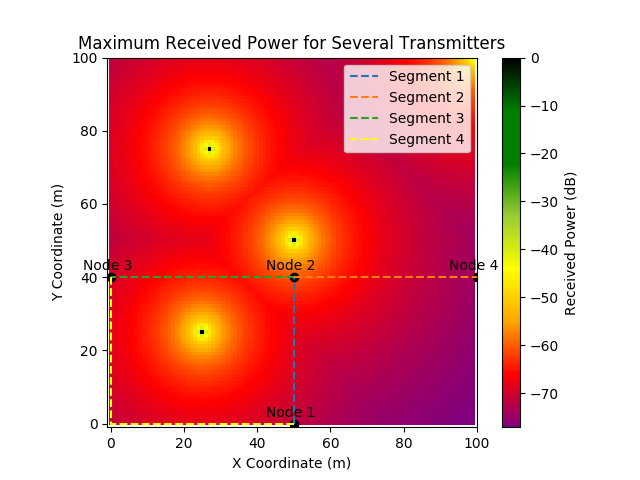 Maximum Received Power for Several Transmitters
Segment 1
Segment 2
Segment 3
Segment 4
Node 3
Node 2
Node 4
Node 1
100
80
60
40
20
0
Y Coordinate (m)
0 20 40 60 80 100
X Coordinate (m)
0
−10
−20
−30
−40
−50
−60
−70
Received Power (dB)